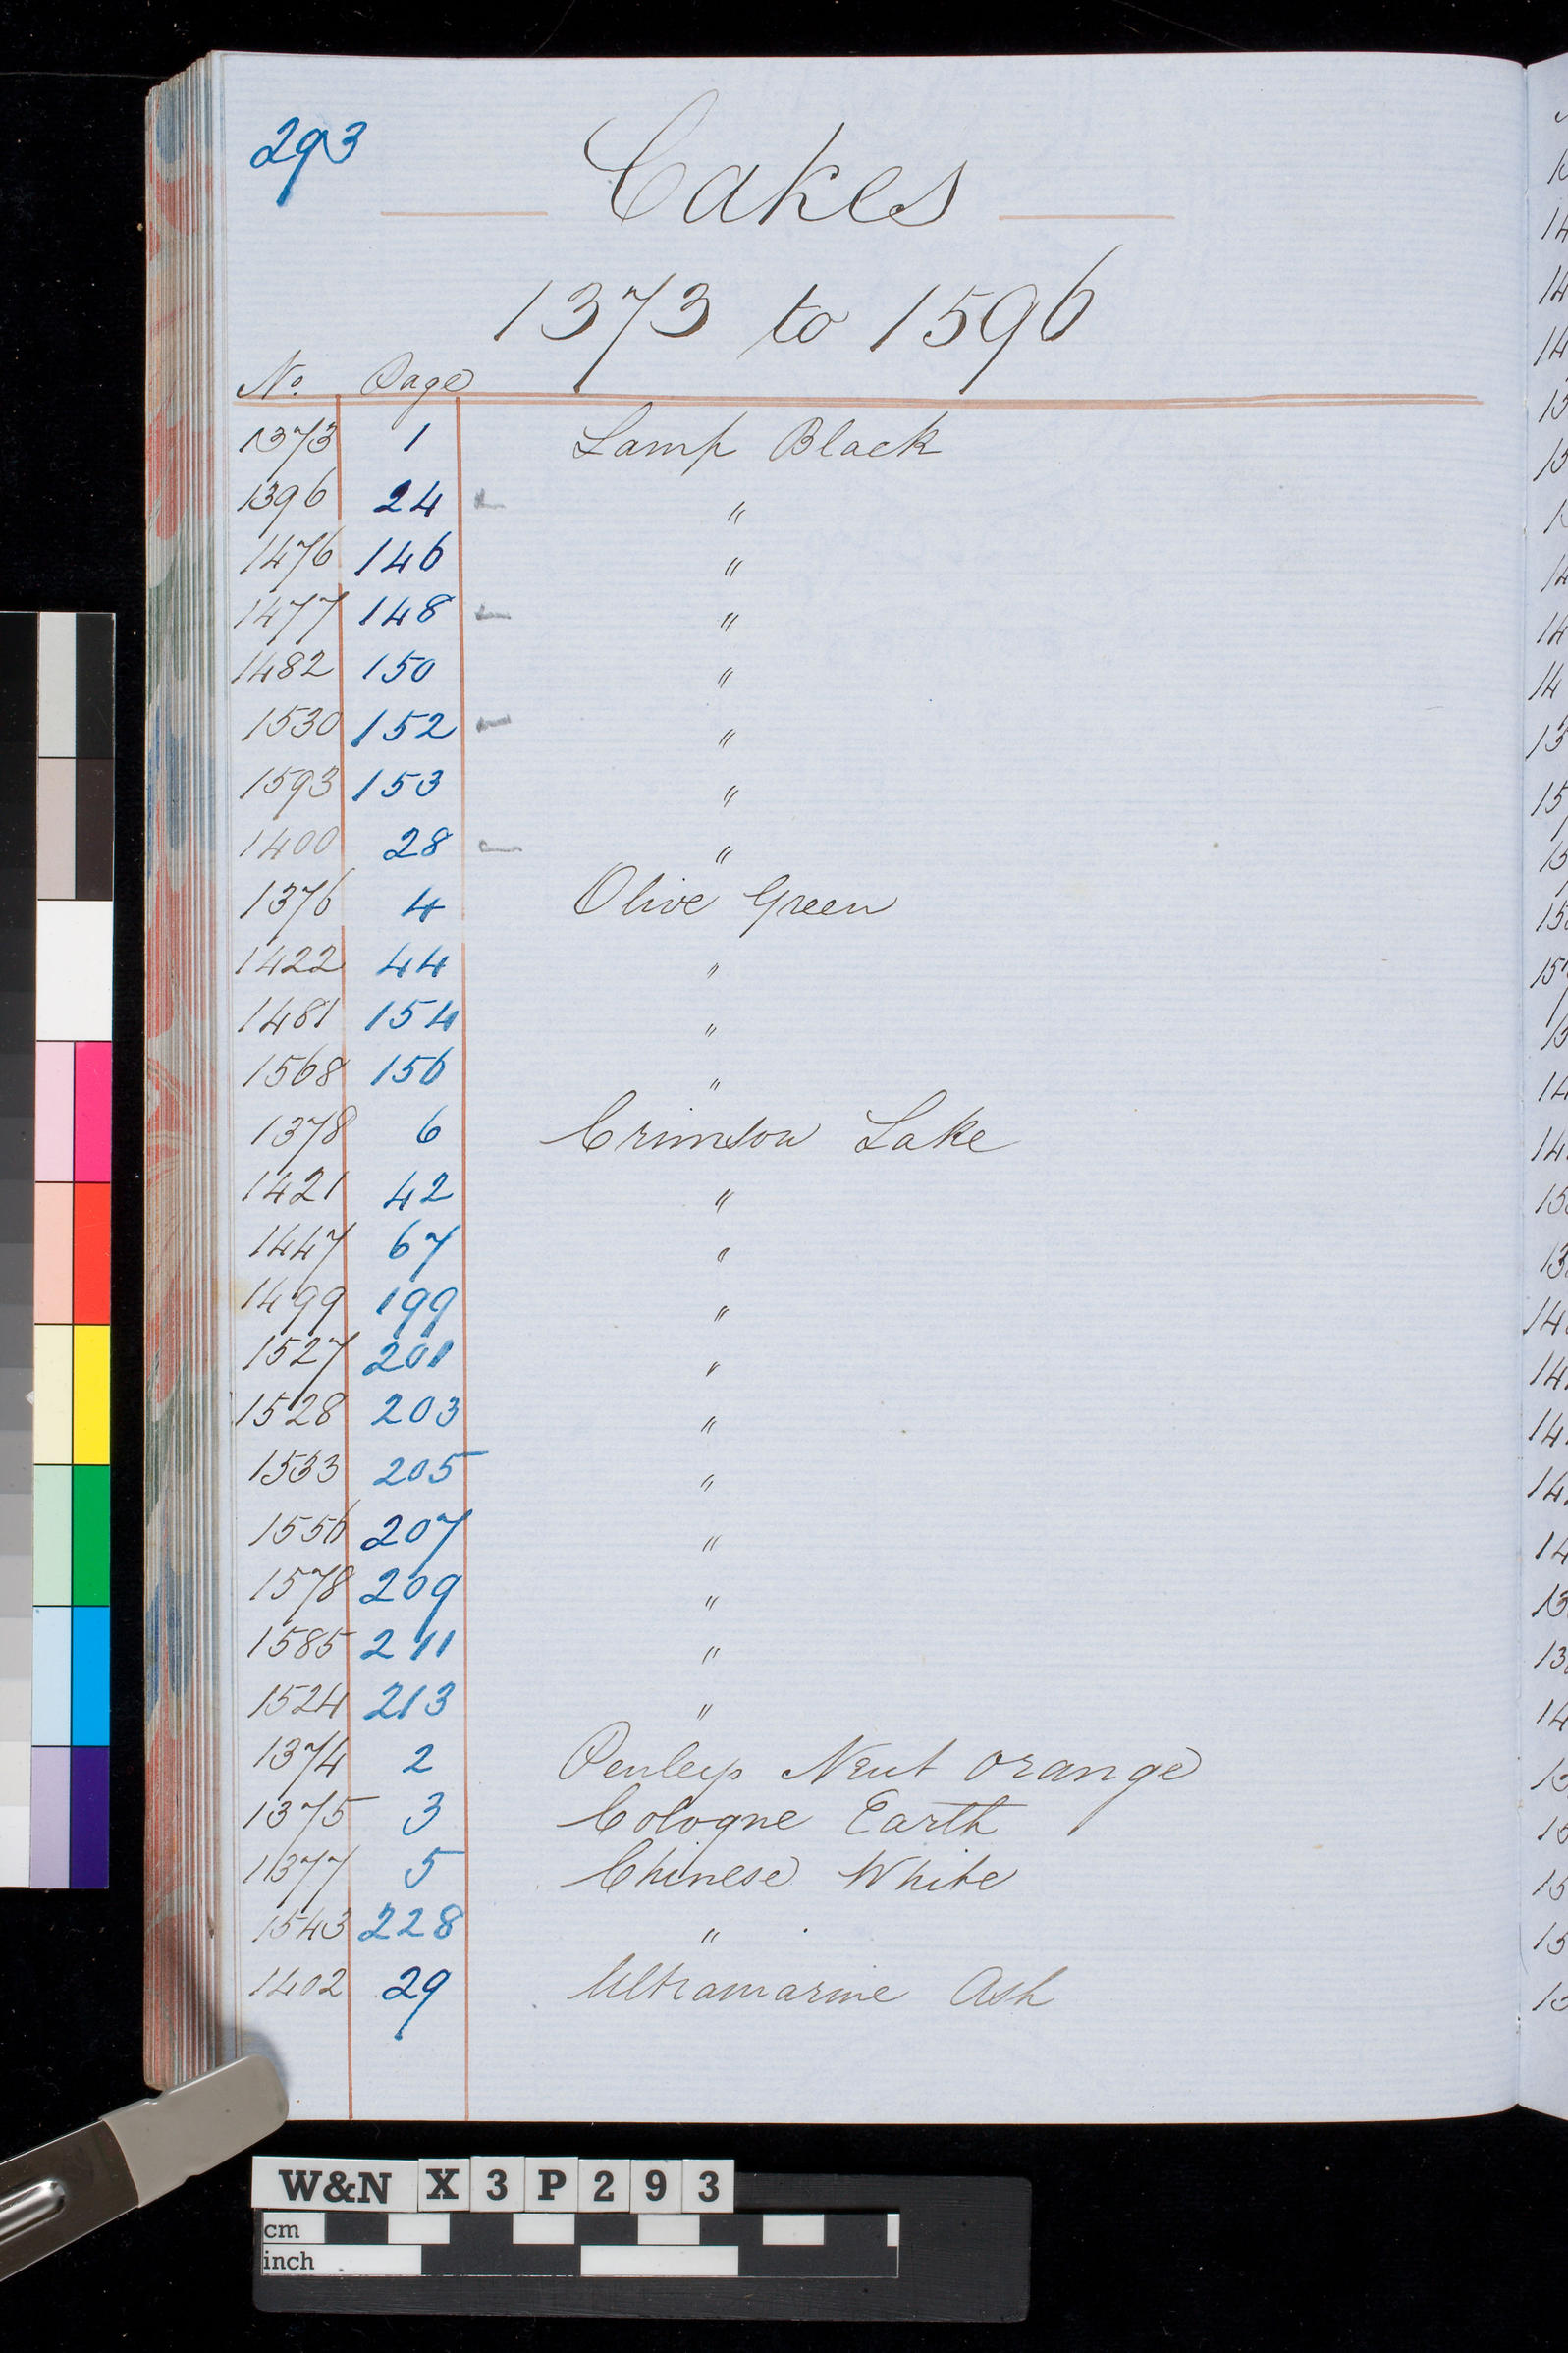 293
Cakes
1373 to 1596
No. Page
1373 1 Lamp Black
1396 24 "
1476 146 "
1477 148 "
1482 150 "
1530 152 "
1593 153 "
1400 28 "
1376 4 Olive Green
1422 44 "
1481 154 "
1568 156 "
1378 6 Crimson Lake
1421 42 "
1447 67 "
1499 199 "
1527 201 "
1528 203 "
1533 205 "
1556 207 "
1578 209 "
1585 211 "
1524 213 "
1374 2 Penleys Neut Orange
1375 3 Cologne Earth
1377 5 Chinese White
1543 228 "
1402 29 Ultramarine Ash
W&N X 3 P 2 9 3
cm
inch